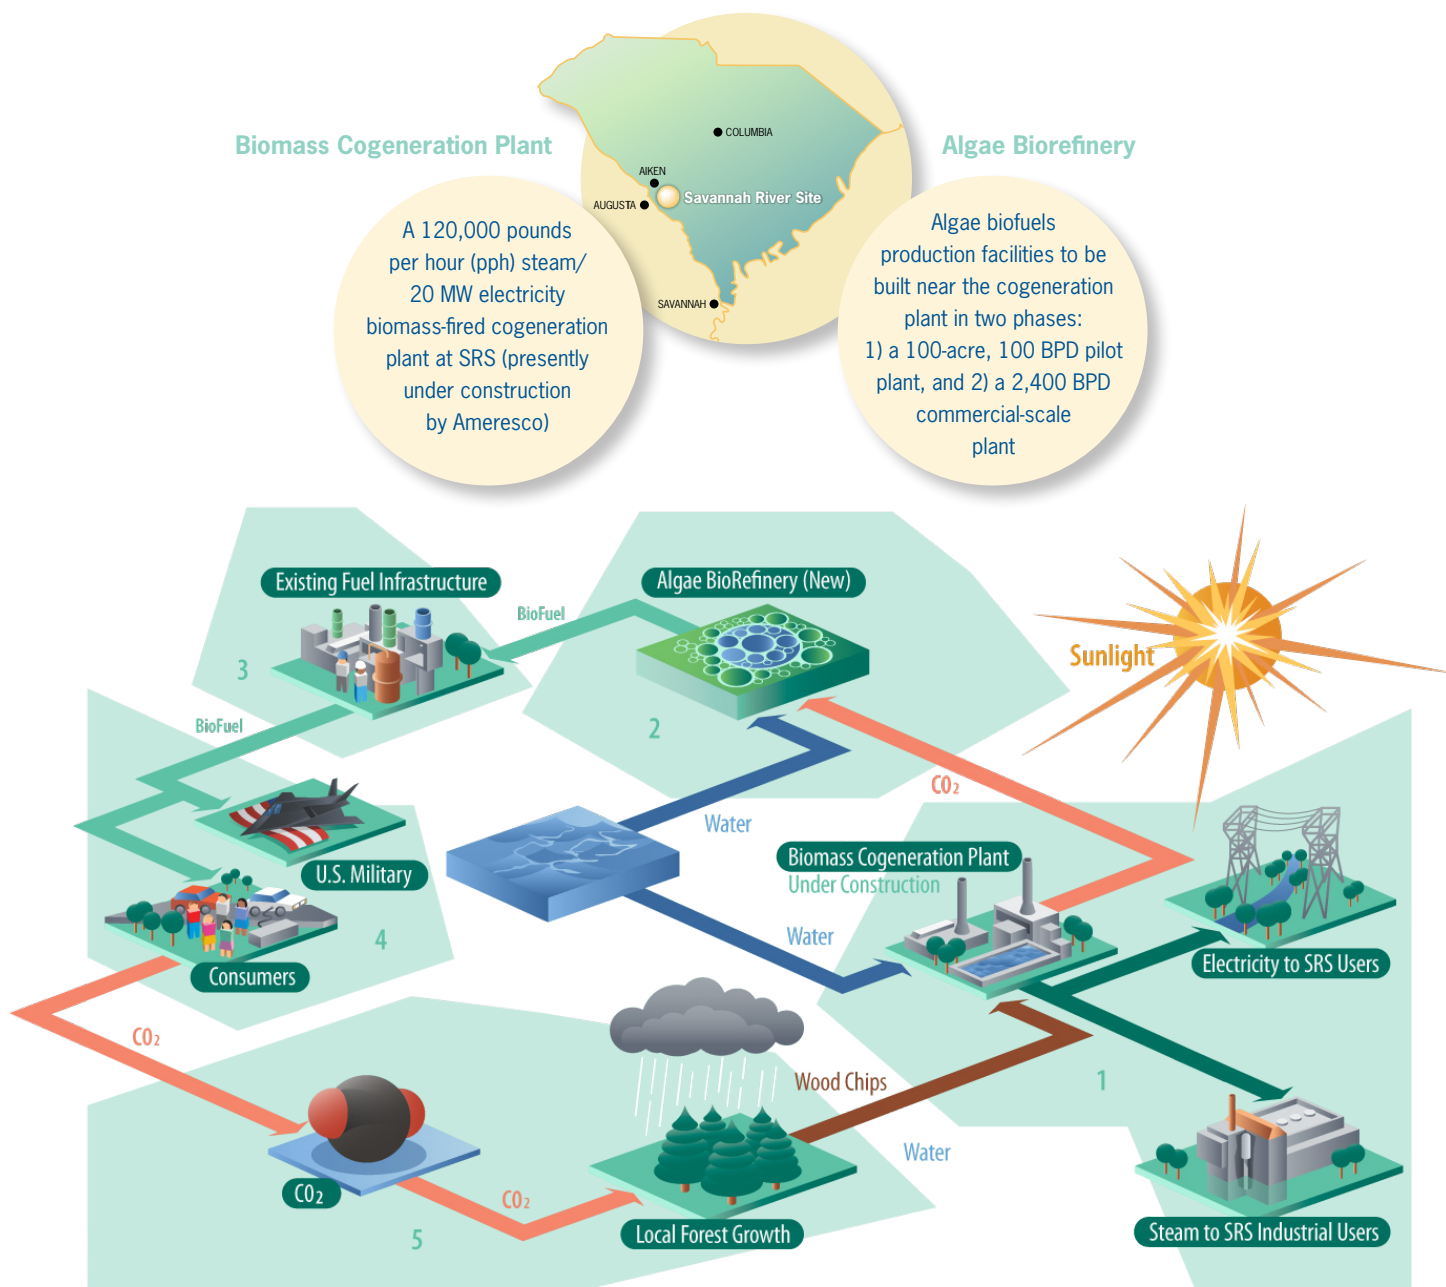 COLUMBIA
Biomass Cogeneration Plant
Algae Biorefinery
AIKEN
Savannah River Site
AUGUSTA
SAVANNAH
A 120,000 pounds
per hour (pph) steam/
20 MW electricity
biomass-fired cogeneration
plant at SRS (presently
under construction
by Ameresco)
Algae biofuels
production facilities to be
built near the cogeneration
plant in two phases:
1) a 100-acre, 100 BPD pilot
plant, and 2) a 2,400 BPD
commercial-scale
plant
Existing Fuel Infrastructure
Algae BioRefinery (New)
BioFuel
Sunlight
3
BioFuel
2
CO₂
Water
Biomass Cogeneration Plant
Under Construction
U.S. Military
4
Water
Consumers
Electricity to SRS Users
CO₂
Wood Chips
1
Water
CO₂
CO₂
5
Local Forest Growth
Steam to SRS Industrial Users